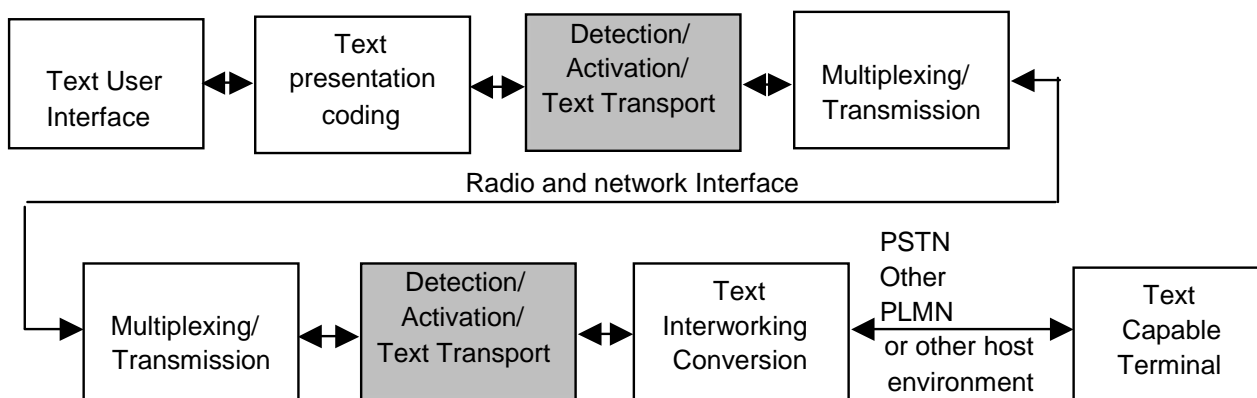 Text User
Interface
Text
presentation
coding
Detection/
Activation/
Text Transport
Multiplexing/
Transmission
Radio and network Interface
Multiplexing/
Transmission
Detection/
Activation/
Text Transport
Text
Interworking
Conversion
PSTN
Other
PLMN
or other host
environment
Text
Capable
Terminal